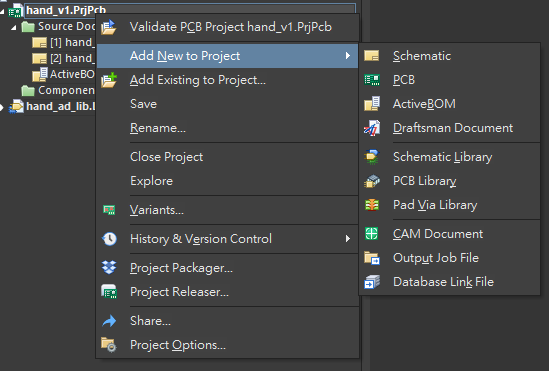 hand_v1.PrjPcb
Source Doc
[1] hand_
[2] hand_
ActiveBOM
Component
hand_ad_lib.
Validate PCB Project hand_v1.PrjPcb
Add New to Project
Add Existing to Project...
Save
Rename...
Close Project
Explore
Variants...
History & Version Control
Project Packager...
Project Releaser...
Share...
Project Options...
Schematic
PCB
ActiveBOM
Draftsman Document
Schematic Library
PCB Library
Pad Via Library
CAM Document
Output Job File
Database Link File